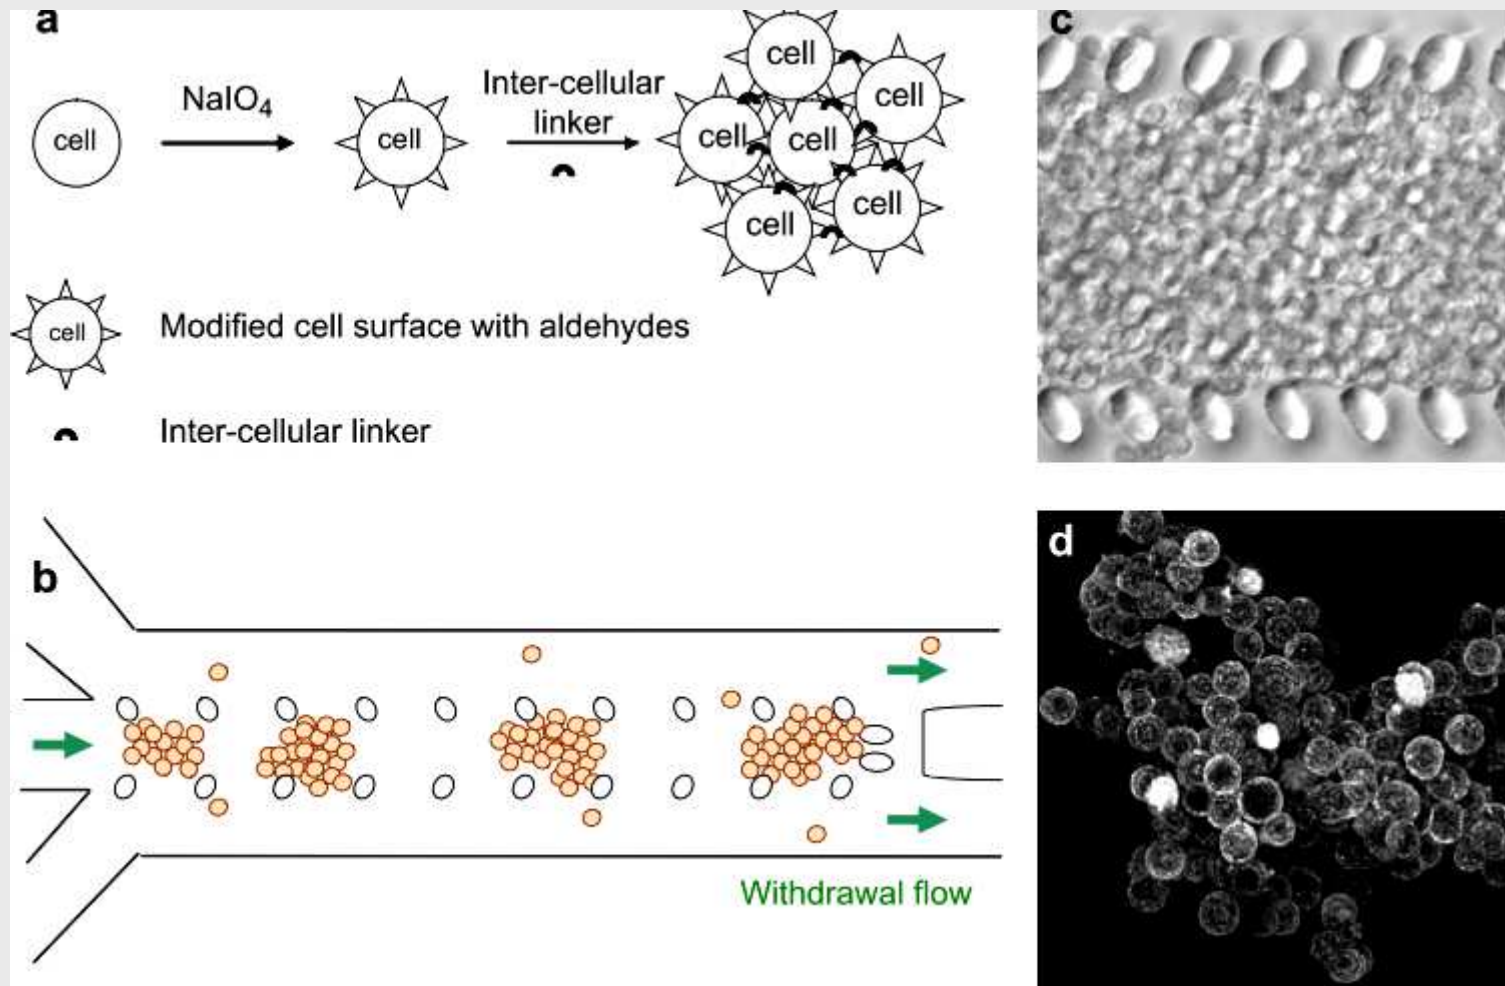 a
cell
NaIO4
cell
Inter-cellular
linker
cell
cell
cell
cell
cell
cell
cell
Modified cell surface with aldehydes
Inter-cellular linker
b
Withdrawal flow
c
d